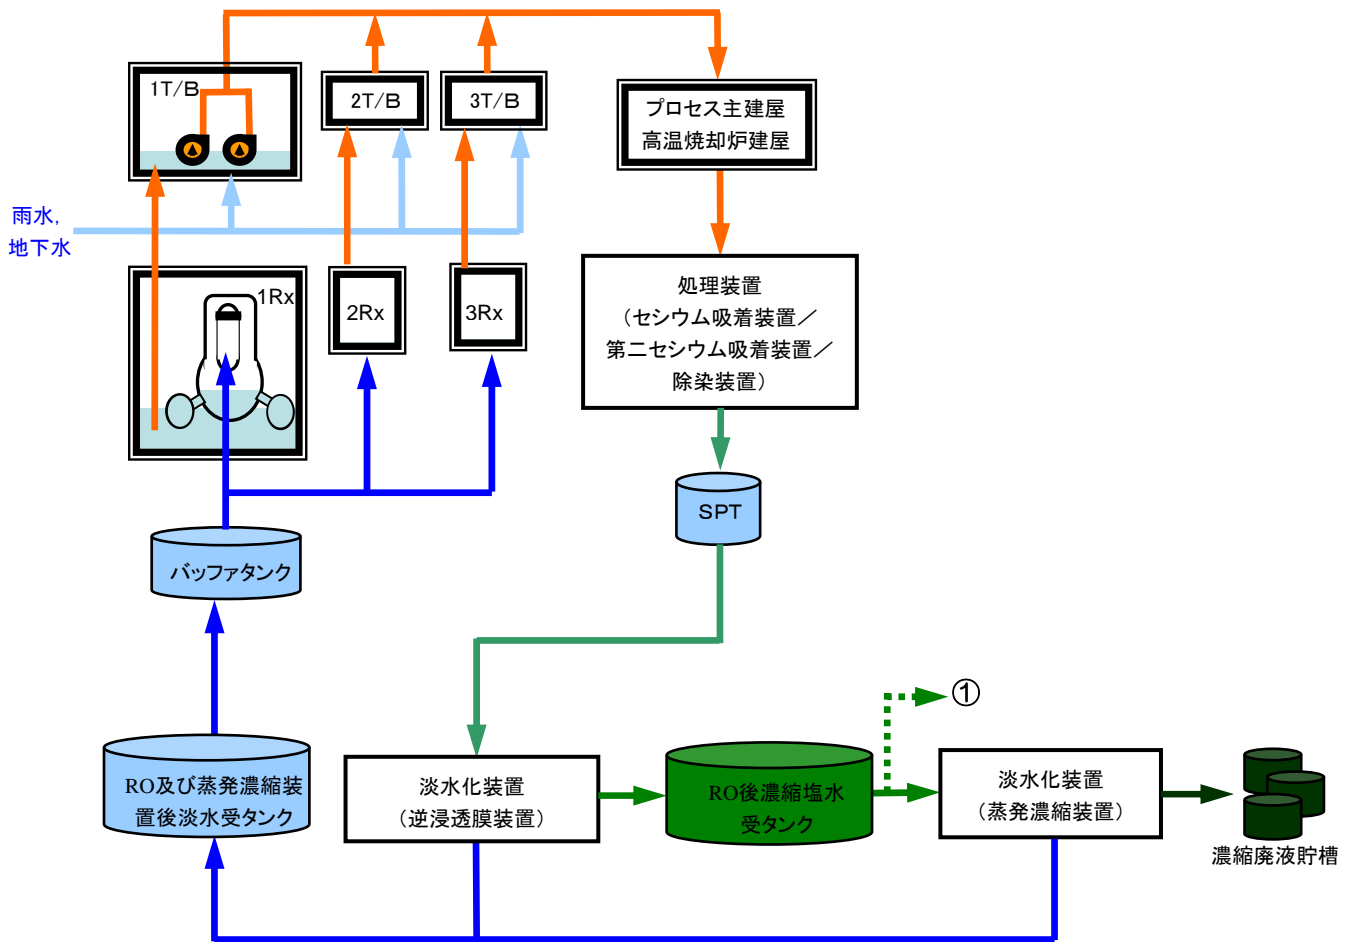 1T/B
2T/B
3T/B
プロセス主建屋
高温焼却炉建屋
雨水,
地下水
1Rx
2Rx
3Rx
処理装置
（セシウム吸着装置／
第二セシウム吸着装置／
除染装置）
SPT
バッファタンク
①
RO及び蒸発濃縮装
置後淡水受タンク
淡水化装置
（逆浸透膜装置）
RO後濃縮塩水
受タンク
淡水化装置
（蒸発濃縮装置）
濃縮廃液貯槽